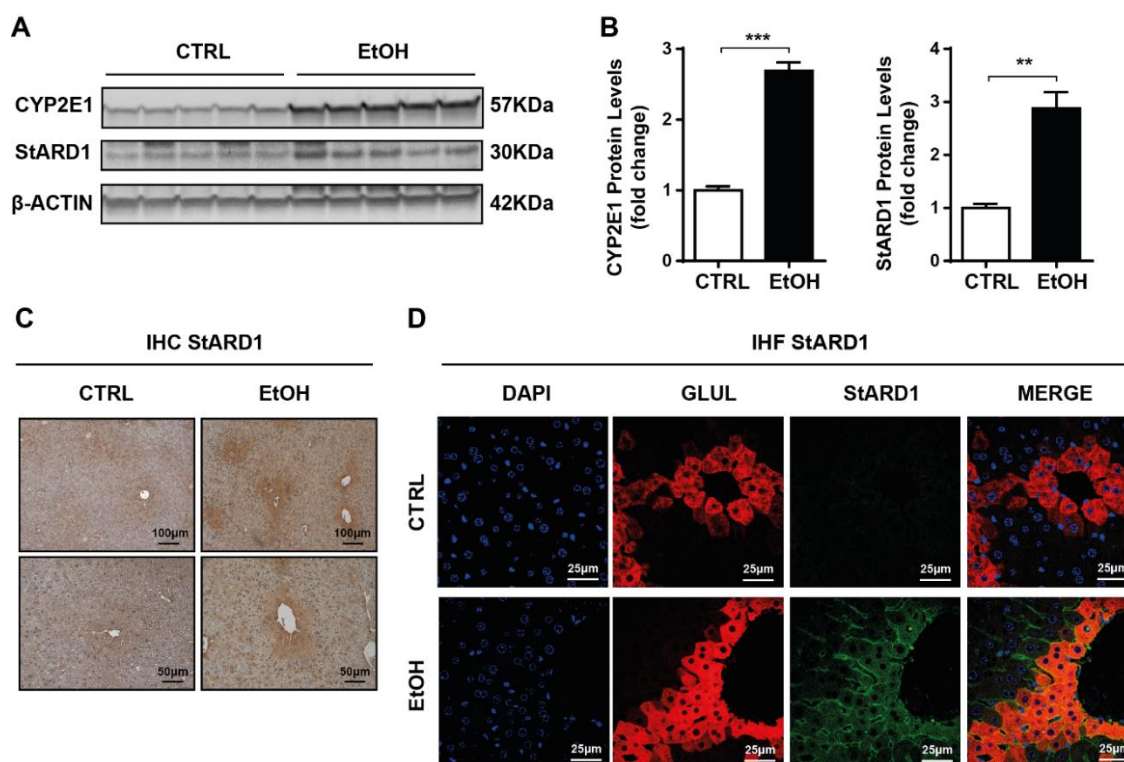 A
CTRL EtOH
CYP2E1 57KDa
StARD1 30KDa
β-ACTIN 42KDa
B
CYP2E1 Protein Levels
(fold change)
3
2
1
0
***
CTRL EtOH
StARD1 Protein Levels
(fold change)
4
3
2
1
0
**
CTRL EtOH
C
IHC StARD1
CTRL EtOH
100μm 100μm
50μm 50μm
D
IHF StARD1
DAPI GLUL StARD1 MERGE
CTRL
25μm 25μm 25μm 25μm
EtOH
25μm 25μm 25μm 25μm